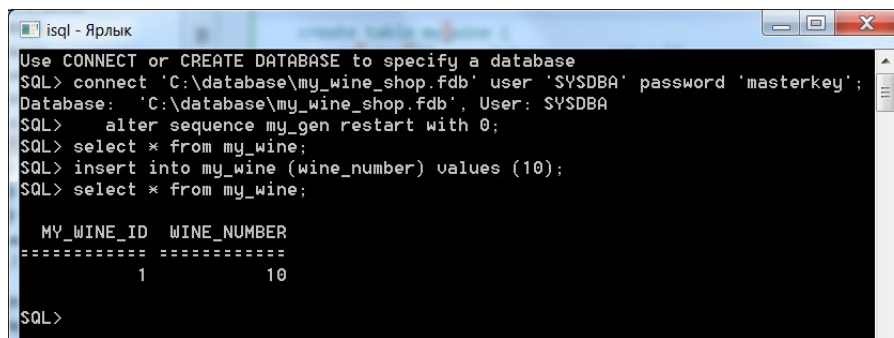 isql - Ярлык
Use CONNECT or CREATE DATABASE to specify a database
SQL> connect 'C:\database\my_wine_shop.fdb' user 'SYSDBA' password 'masterkey';
Database:  'C:\database\my_wine_shop.fdb', User: SYSDBA
SQL>    alter sequence my_gen restart with 0;
SQL> select * from my_wine;
SQL> insert into my_wine (wine_number) values (10);
SQL> select * from my_wine;
  MY_WINE_ID  WINE_NUMBER
============ ============
           1           10
SQL>